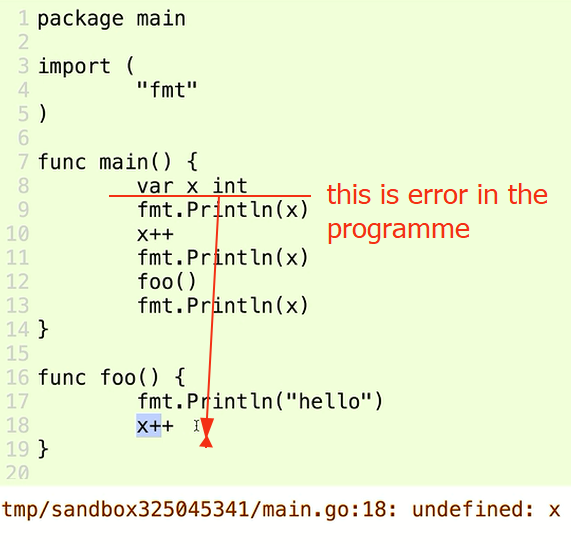 1 package main
2
3 import (
4 "fmt"
5 )
6
7 func main() {
8 var x int
9 fmt.Println(x)
10 x++
11 fmt.Println(x)
12 foo()
13 fmt.Println(x)
14 }
15
16 func foo() {
17 fmt.Println("hello")
18 x++
19 }
20
this is error in the
programme
tmp/sandbox325045341/main.go:18: undefined: x